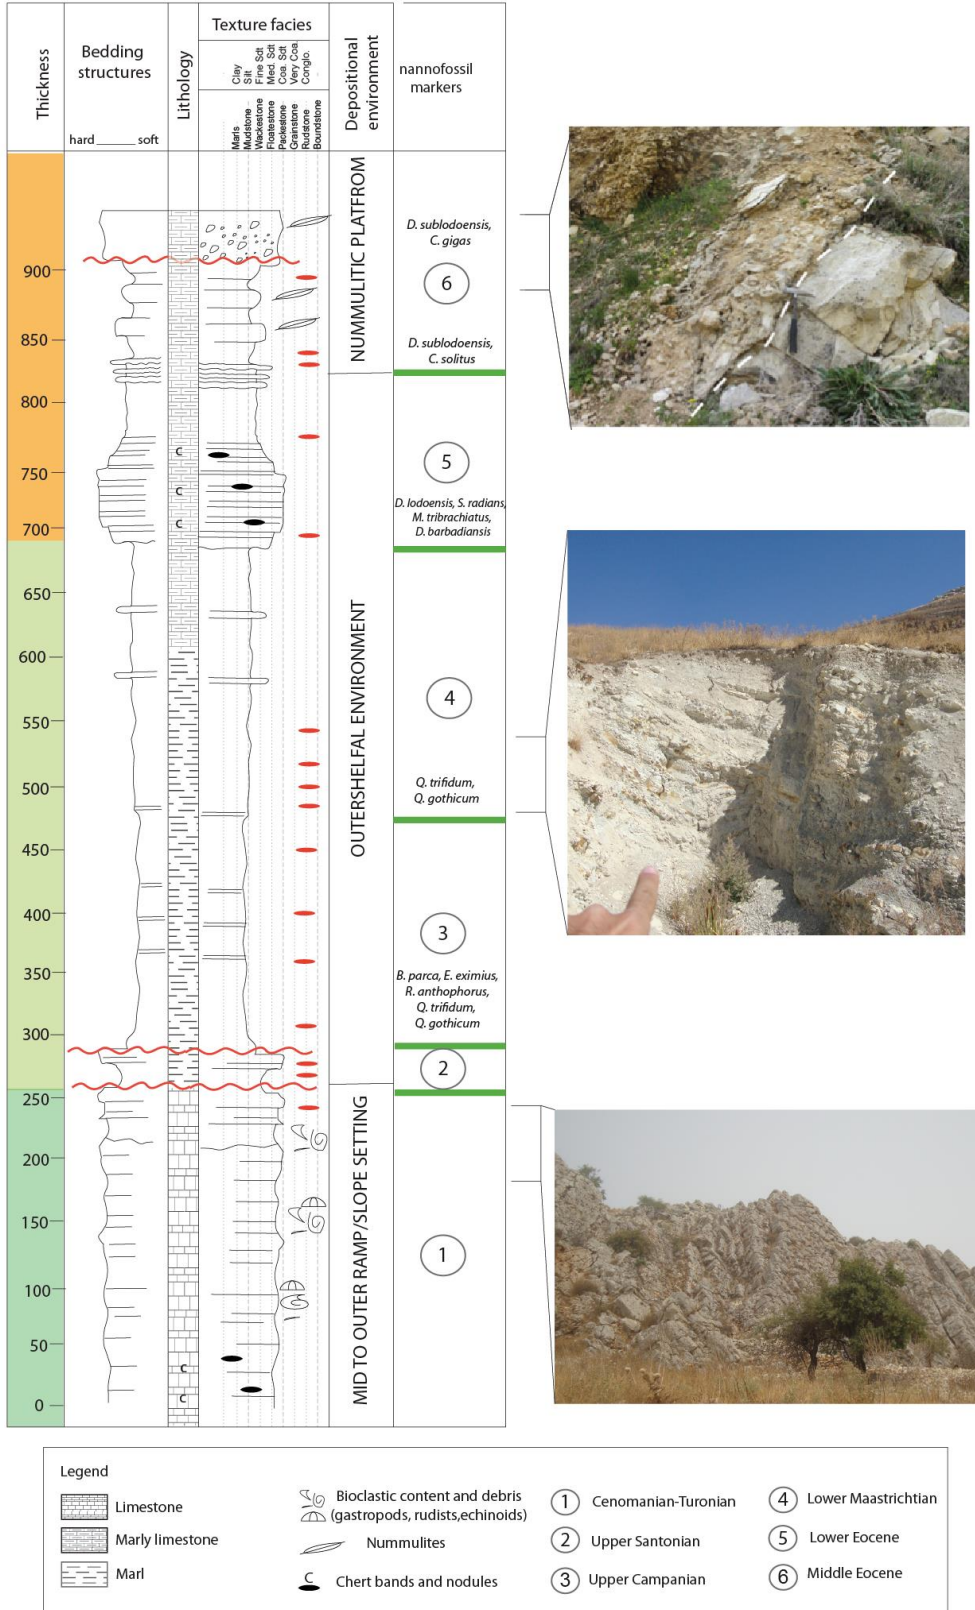 Thickness
Bedding
structures
hard ______ soft
Lithology
Texture facies
Clay
Silt
Fine Sdt
Med. Sdt
Coa. Sdt
Very Coa.
Conglo.
Marls
Mudstone
Wackestone
Floatestone
Packestone
Grainstone
Rudstone
Boundstone
Depositional
environment
nannofossil
markers
900
850
800
750
700
650
600
550
500
450
400
350
300
250
200
150
100
50
0
C
C
C
C
C
NUMMULITIC PLATFROM
OUTERSHELFAL ENVIRONMENT
MID TO OUTER RAMP/SLOPE SETTING
D. sublodoensis,
C. gigas
6
D. sublodoensis,
C. solitus
5
D. lodoensis, S. radians,
M. tribrachiatus,
D. barbadiansis
4
Q. trifidum,
Q. gothicum
3
B. parca, E. eximius,
R. anthophorus,
Q. trifidum,
Q. gothicum
2
1
Legend
Limestone
Marly limestone
Marl
Bioclastic content and debris
(gastropods, rudists,echinoids)
Nummulites
C
Chert bands and nodules
1 Cenomanian-Turonian
2 Upper Santonian
3 Upper Campanian
4 Lower Maastrichtian
5 Lower Eocene
6 Middle Eocene